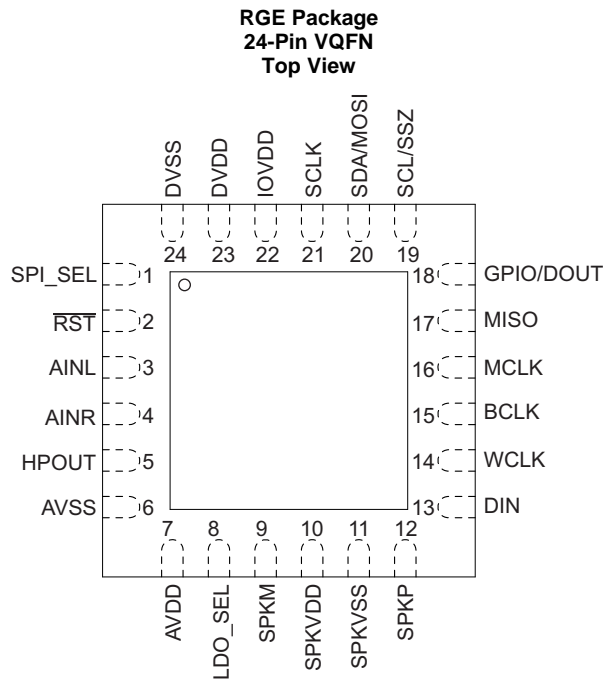 RGE Package
24-Pin VQFN
Top View
DVSS
DVDD
IOVDD
SCLK
SDA/MOSI
SCL/SSZ
24 23 22 21 20 19
SPI_SEL 1
RST 2
AINL 3
AINR 4
HPOUT 5
AVSS 6
18 GPIO/DOUT
17 MISO
16 MCLK
15 BCLK
14 WCLK
13 DIN
7 8 9 10 11 12
AVDD
LDO_SEL
SPKM
SPKVDD
SPKVSS
SPKP